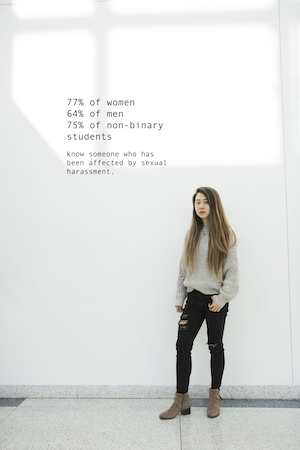 77% of women
64% of men
75% of non-binary
students
know someone who has
been affected by sexual
harassment.